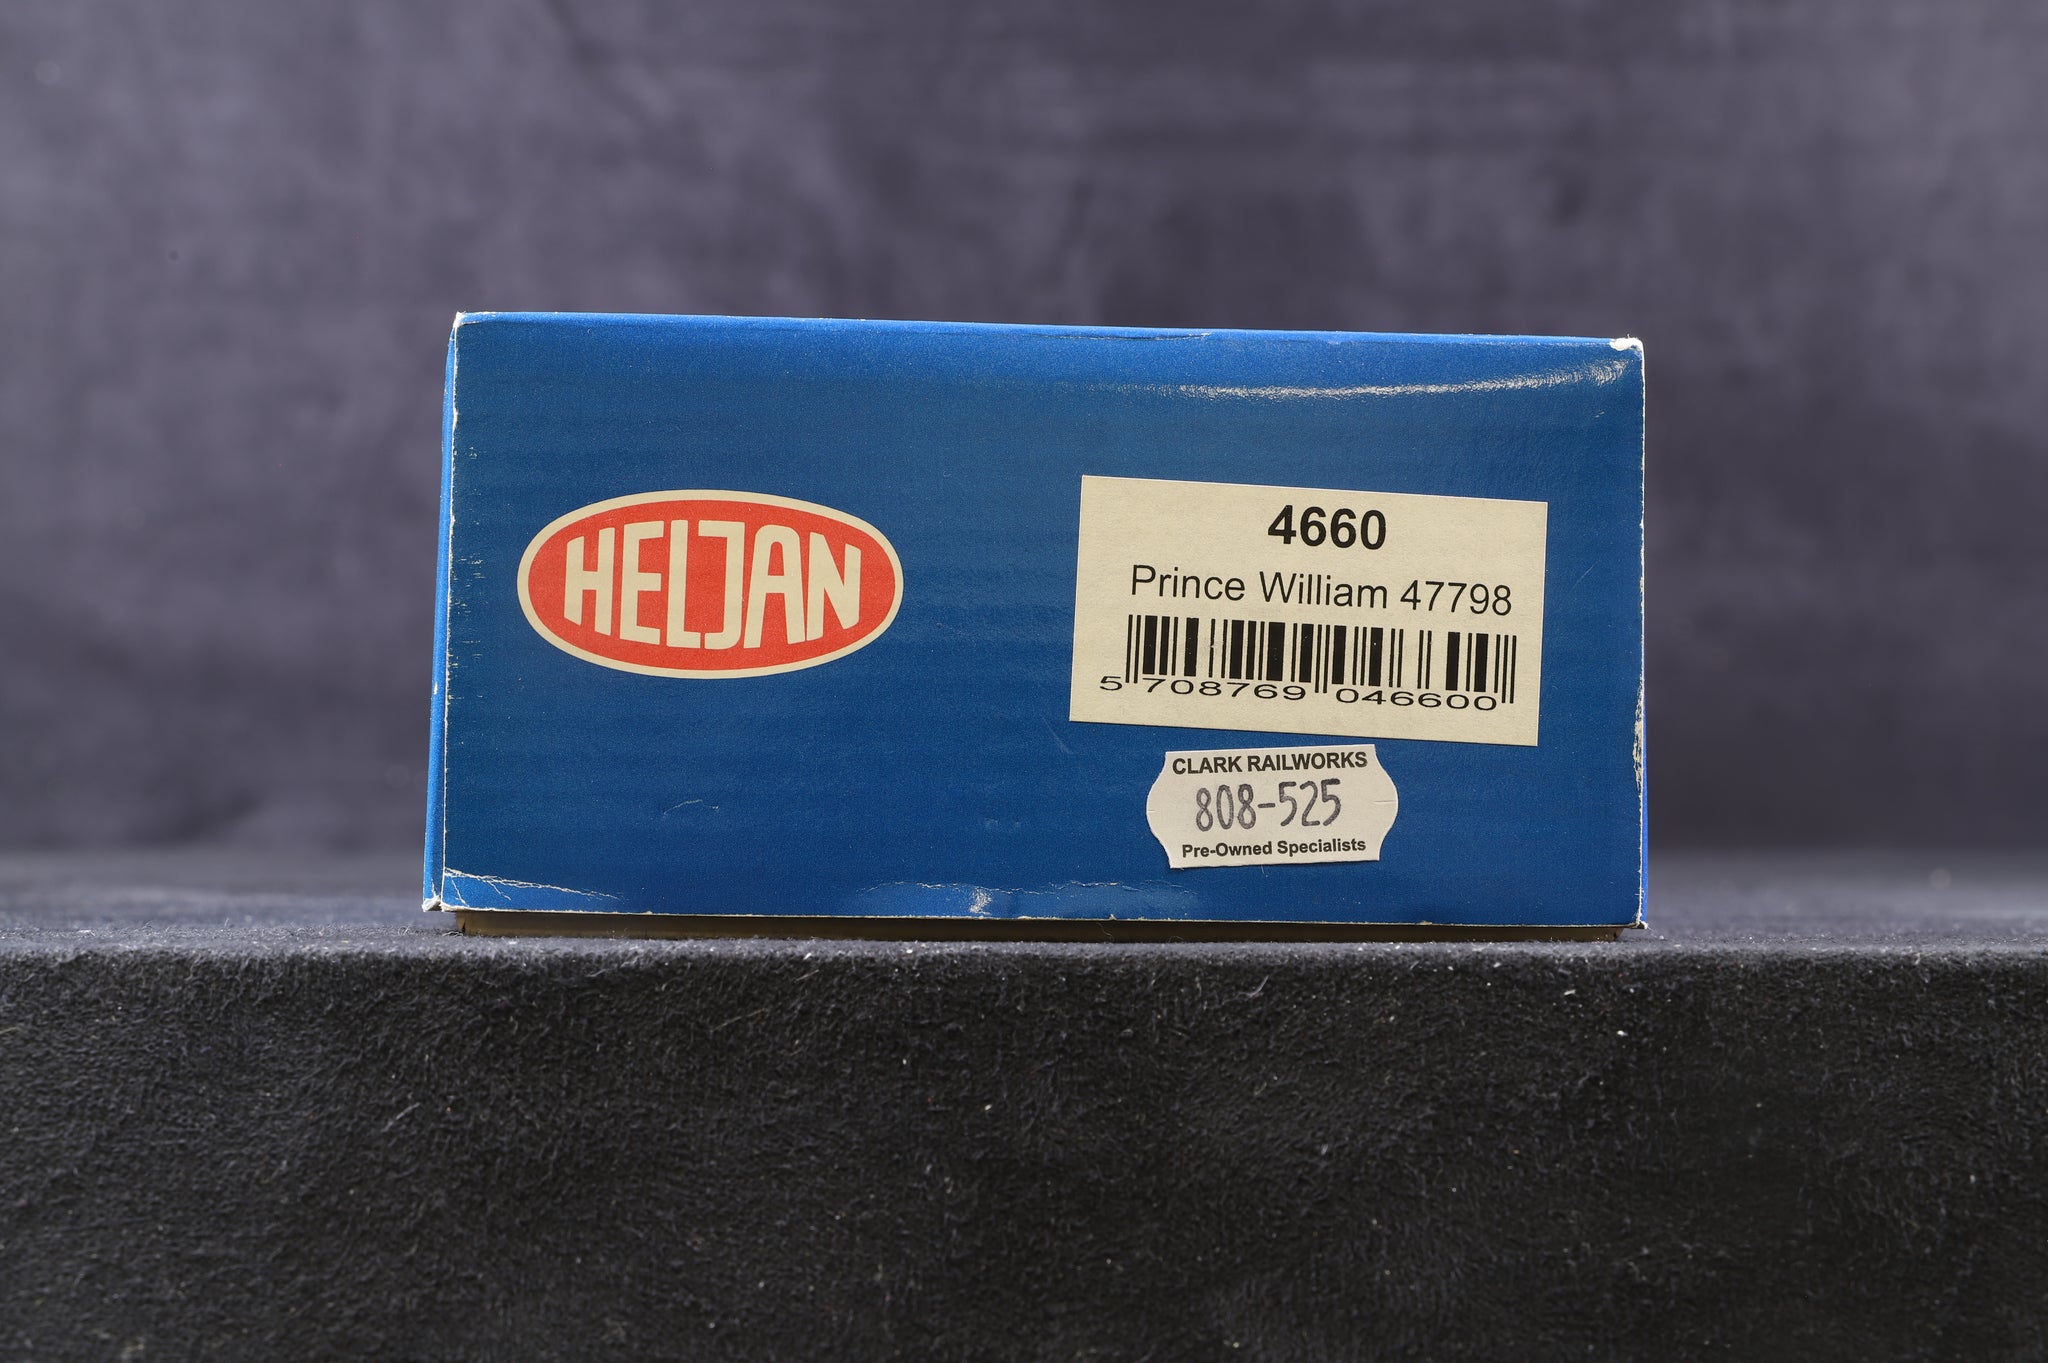 HELJAN
4660
Prince William 47798
5 708769 046600
CLARK RAILWORKS
808-525
Pre-Owned Specialists